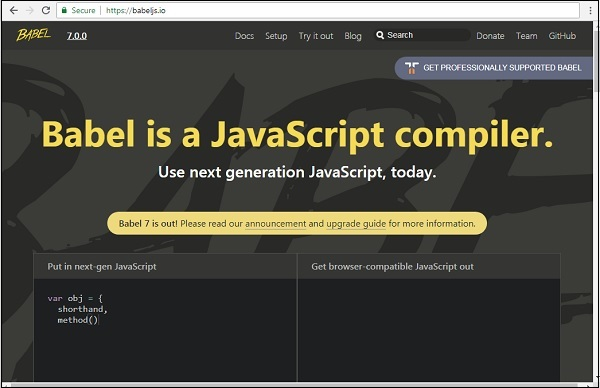 Secure https://babeljs.io
BABEL 7.0.0 Docs Setup Try it out Blog Search Donate Team GitHub
GET PROFESSIONALLY SUPPORTED BABEL
Babel is a JavaScript compiler.
Use next generation JavaScript, today.
Babel 7 is out! Please read our announcement and upgrade guide for more information.
Put in next-gen JavaScript Get browser-compatible JavaScript out
var obj = {
shorthand,
method()